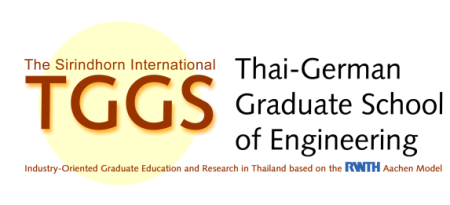 The Sirindhorn International
TGGS
Thai-German
Graduate School
of Engineering
Industry-Oriented Graduate Education and Research in Thailand based on the RWTH Aachen Model